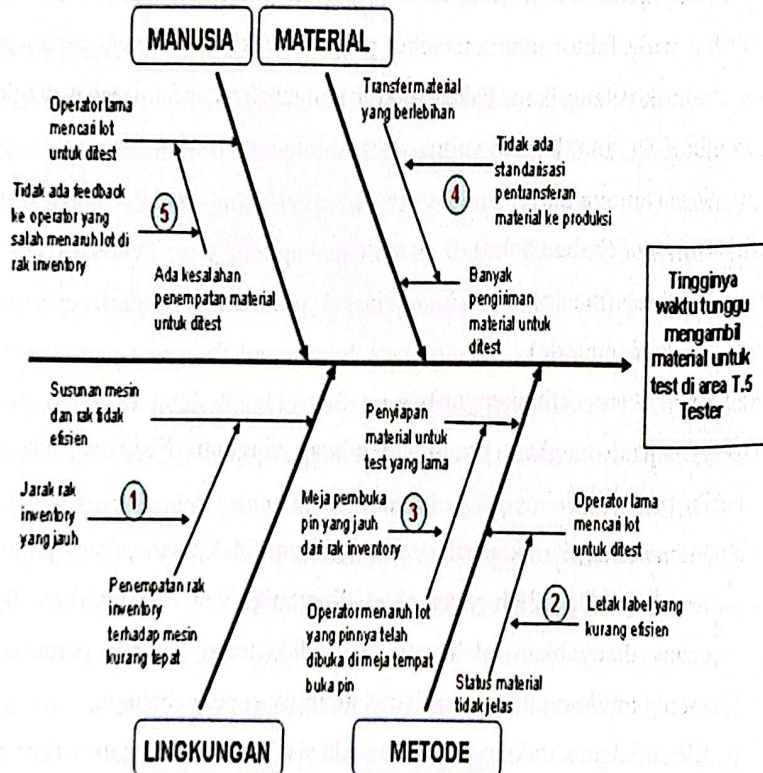 MANUSIA
MATERIAL
Operator lama
mencari lot
untuk ditest
Transfer material
yang berlebihan
Tidak ada
standarisasi
pentransferan
material ke produksi
4
Tidak ada feedback
ke operator yang
salah menaruh lot di
rak inventory
5
Ada kesalahan
penempatan material
untuk ditest
Banyak
pengiriman
material untuk
ditest
Tingginya
waktu tunggu
mengambil
material untuk
test di area T.5
Tester
Susunan mesin
dan rak tidak
efisien
Penyiapan
material untuk
test yang lama
Jarak rak
inventory
yang jauh
1
Meja pembuka
pin yang jauh
dari rak inventory
3
Operator lama
mencari lot
untuk ditest
Penempatan rak
inventory
terhadap mesin
kurang tepat
Operator menaruh lot
yang pinnya telah
dibuka di meja tempat
buka pin
2
Letak label yang
kurang efisien
Status material
tidak jelas
LINGKUNGAN
METODE